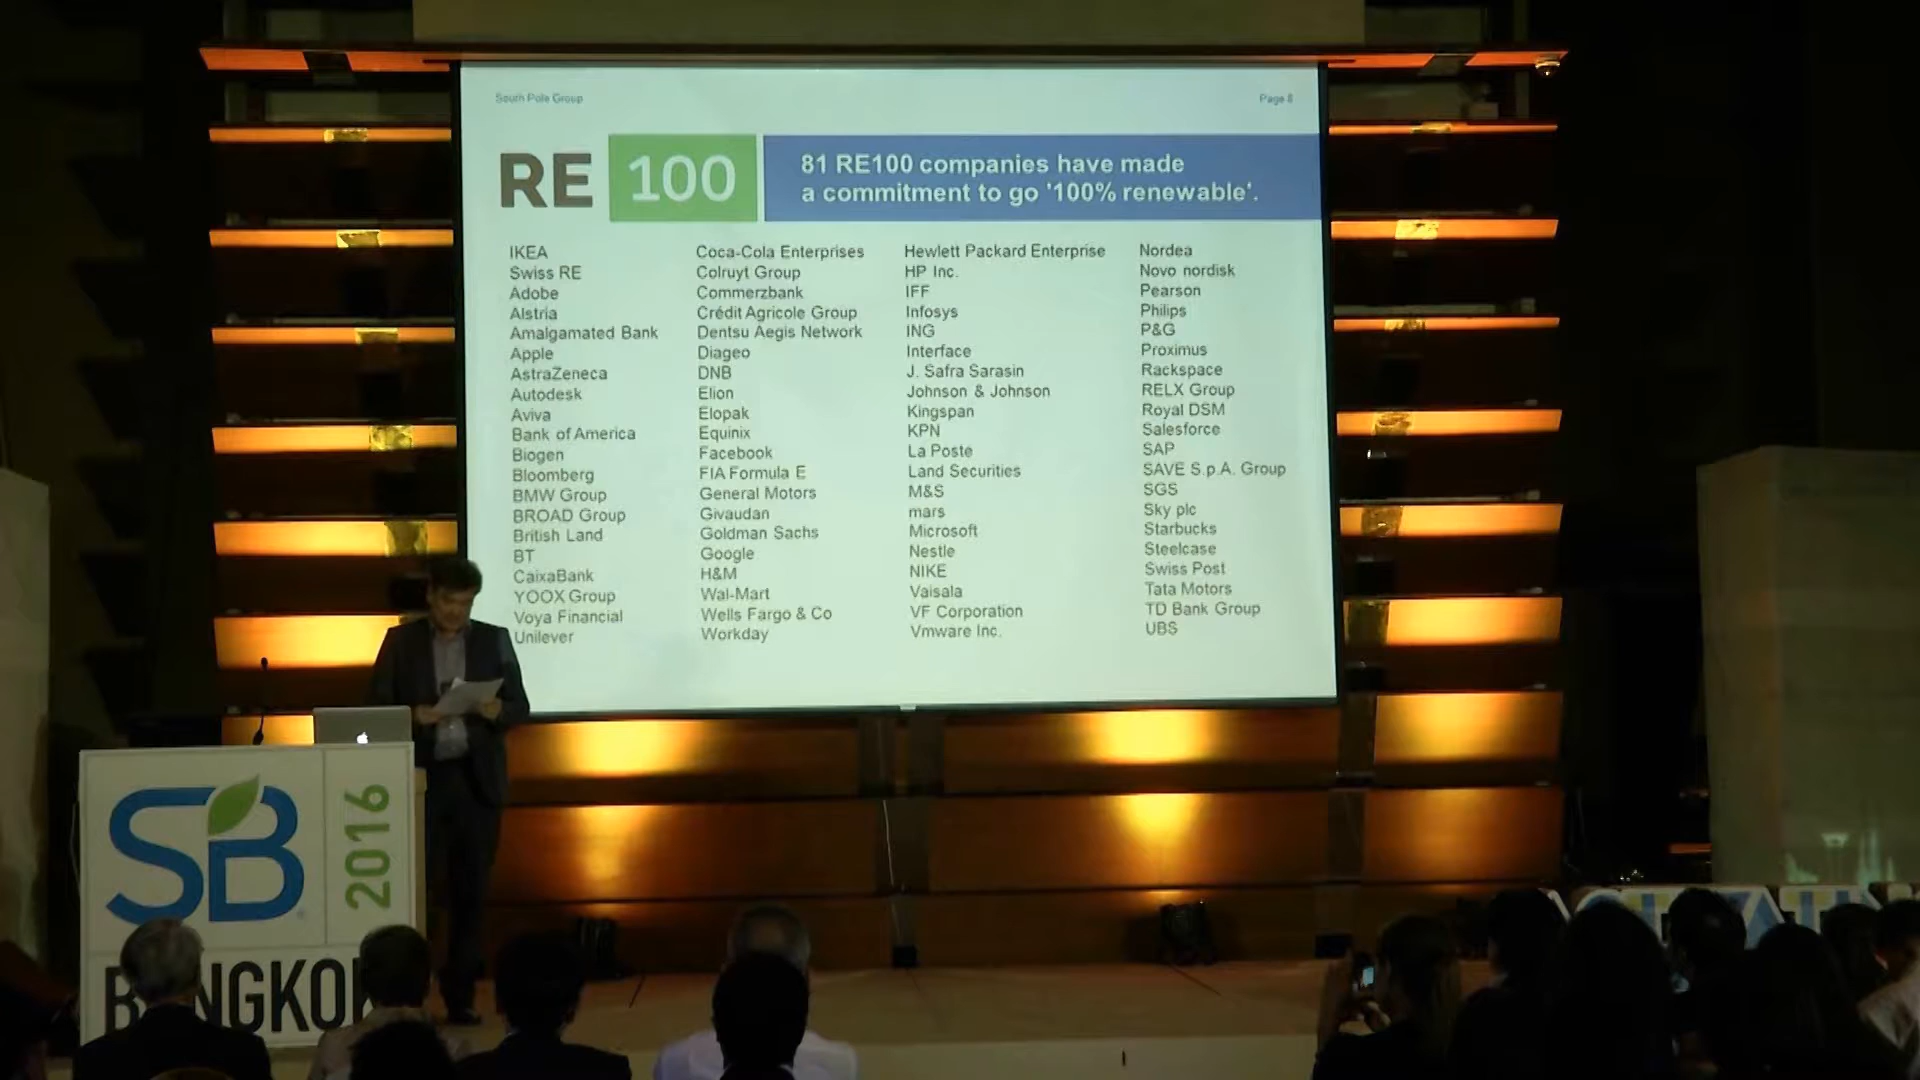 South Pole Group
Page 8
RE 100
81 RE100 companies have made
a commitment to go '100% renewable'.
IKEA
Swiss RE
Adobe
Alstria
Amalgamated Bank
Apple
AstraZeneca
Autodesk
Aviva
Bank of America
Biogen
Bloomberg
BMW Group
BROAD Group
British Land
BT
CaixaBank
YOOX Group
Voya Financial
Unilever
Coca-Cola Enterprises
Colruyt Group
Commerzbank
Crédit Agricole Group
Dentsu Aegis Network
Diageo
DNB
Elion
Elopak
Equinix
Facebook
FIA Formula E
General Motors
Givaudan
Goldman Sachs
Google
H&M
Wal-Mart
Wells Fargo & Co
Workday
Hewlett Packard Enterprise
HP Inc.
IFF
Infosys
ING
Interface
J. Safra Sarasin
Johnson & Johnson
Kingspan
KPN
La Poste
Land Securities
M&S
mars
Microsoft
Nestle
NIKE
Vaisala
VF Corporation
Vmware Inc.
Nordea
Novo nordisk
Pearson
Philips
P&G
Proximus
Rackspace
RELX Group
Royal DSM
Salesforce
SAP
SAVE S.p.A. Group
SGS
Sky plc
Starbucks
Steelcase
Swiss Post
Tata Motors
TD Bank Group
UBS
SB
2016
BANGKOK